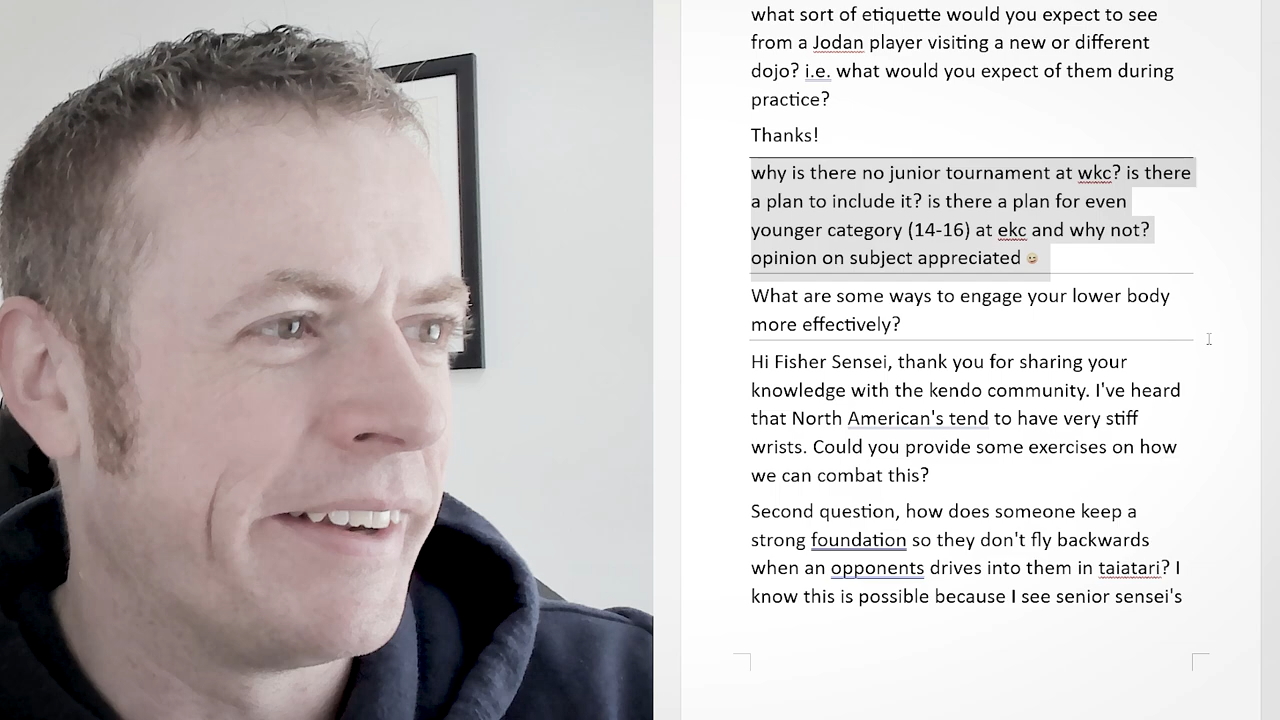 what sort of etiquette would you expect to see
from a Jodan player visiting a new or different
dojo? i.e. what would you expect of them during
practice?
Thanks!
why is there no junior tournament at wkc? is there
a plan to include it? is there a plan for even
younger category (14-16) at ekc and why not?
opinion on subject appreciated 😀
What are some ways to engage your lower body
more effectively?
Hi Fisher Sensei, thank you for sharing your
knowledge with the kendo community. I've heard
that North American's tend to have very stiff
wrists. Could you provide some exercises on how
we can combat this?
Second question, how does someone keep a
strong foundation so they don't fly backwards
when an opponents drives into them in taiatari? I
know this is possible because I see senior sensei's